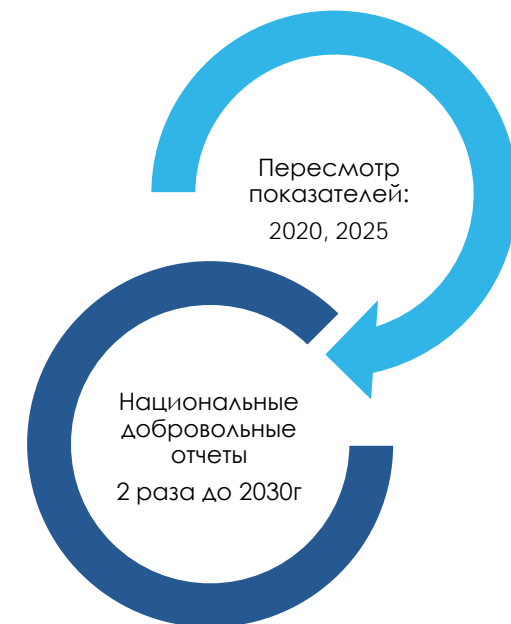 Пересмотр
показателей:
2020, 2025
Национальные
добровольные
отчеты
2 раза до 2030г